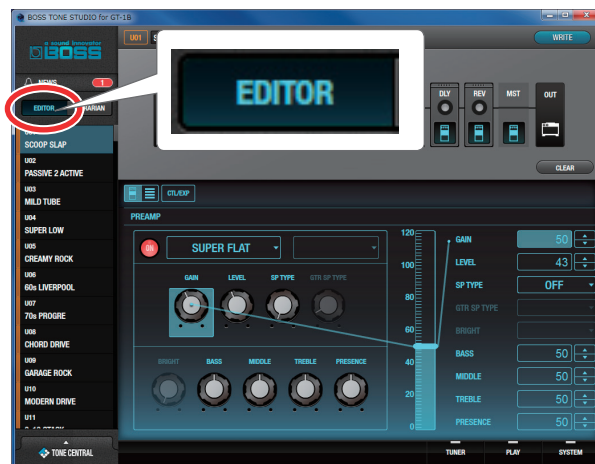 BOSS TONE STUDIO for GT-1B
a sound innovator
BOSS
NEWS
1
EDITOR
EDITOR
U01
WRITE
DLY
REV
MST
OUT
CLEAR
SCOOP SLAP
U02
PASSIVE 2 ACTIVE
U03
MILD TUBE
U04
SUPER LOW
U05
CREAMY ROCK
U06
60s LIVERPOOL
U07
70s PROGRE
U08
CHORD DRIVE
U09
GARAGE ROCK
U10
MODERN DRIVE
U11
TONE CENTRAL
CTL/EXP
PREAMP
ON
SUPER FLAT
GAIN
LEVEL
SP TYPE
GTR SP TYPE
BRIGHT
BASS
MIDDLE
TREBLE
PRESENCE
120
100
80
60
40
20
0
GAIN 50
LEVEL 43
SP TYPE OFF
GTR SP TYPE
BRIGHT
BASS 50
MIDDLE 50
TREBLE 50
PRESENCE 50
TUNER
PLAY
SYSTEM